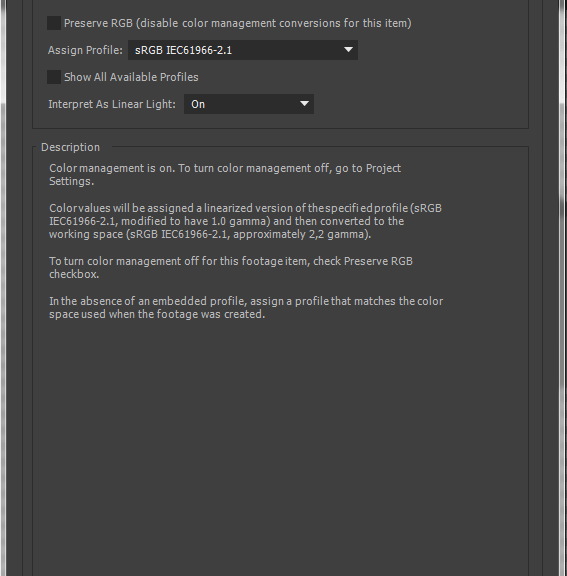 Preserve RGB (disable color management conversions for this item)
Assign Profile: sRGB IEC61966-2.1
Show All Available Profiles
Interpret As Linear Light: On
Description
Color management is on. To turn color management off, go to Project
Settings.
Color values will be assigned a linearized version of the specified profile (sRGB
IEC61966-2.1, modified to have 1.0 gamma) and then converted to the
working space (sRGB IEC61966-2.1, approximately 2,2 gamma).
To turn color management off for this footage item, check Preserve RGB
checkbox.
In the absence of an embedded profile, assign a profile that matches the color
space used when the footage was created.